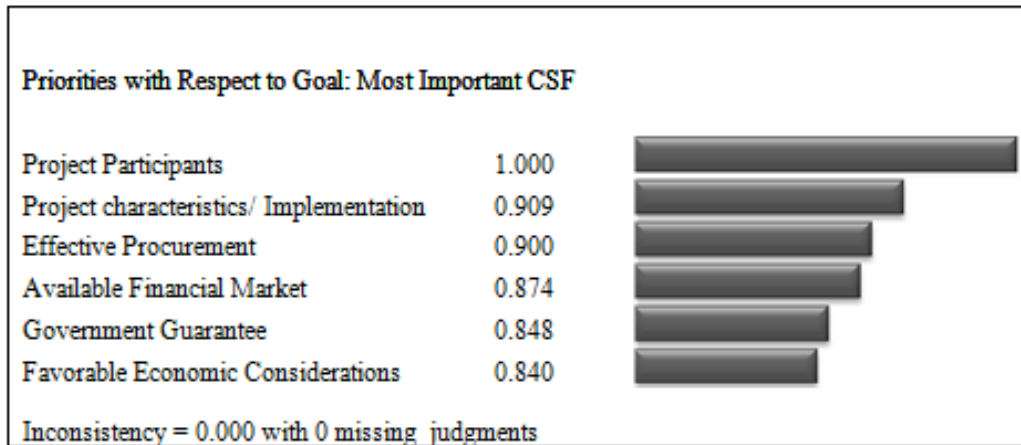 Priorities with Respect to Goal: Most Important CSF
Project Participants 1.000
Project characteristics/ Implementation 0.909
Effective Procurement 0.900
Available Financial Market 0.874
Government Guarantee 0.848
Favorable Economic Considerations 0.840
Inconsistency = 0.000 with 0 missing judgments